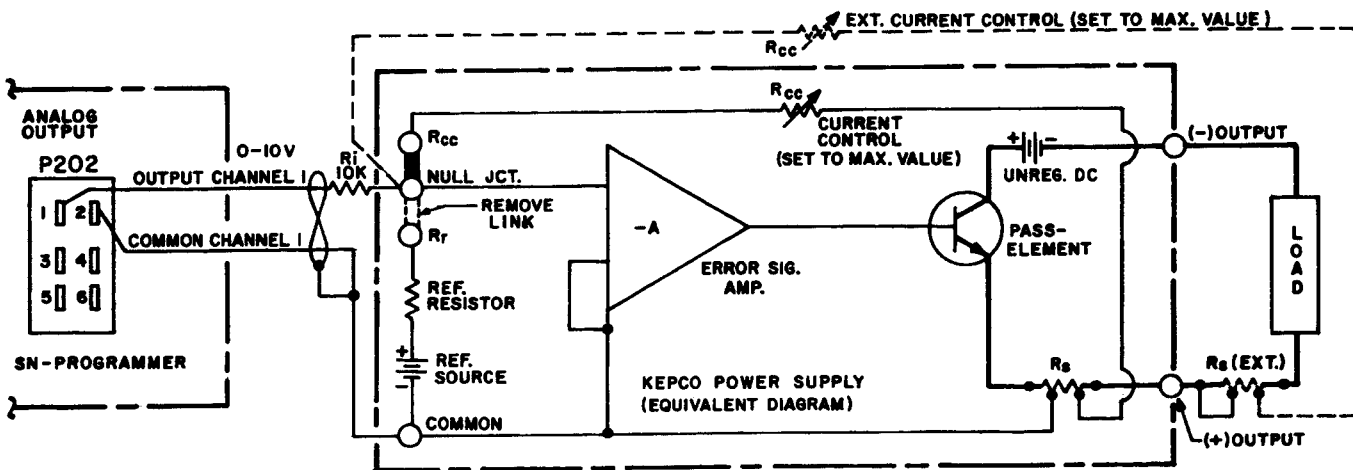 EXT. CURRENT CONTROL (SET TO MAX. VALUE)
Rcc
ANALOG
OUTPUT
P202
1 2
3 4
5 6
SN-PROGRAMMER
0-10V
OUTPUT CHANNEL 1
COMMON CHANNEL 1
Ri
10K
Rcc
NULL JCT.
REMOVE
LINK
Rr
REF.
RESISTOR
+
REF.
SOURCE
-
COMMON
Rcc
CURRENT
CONTROL
(SET TO MAX. VALUE)
-A
ERROR SIG.
AMP.
+ -
UNREG. DC
PASS-
ELEMENT
KEPCO POWER SUPPLY
(EQUIVALENT DIAGRAM)
Rs
(-) OUTPUT
LOAD
Rs (EXT.)
(+) OUTPUT